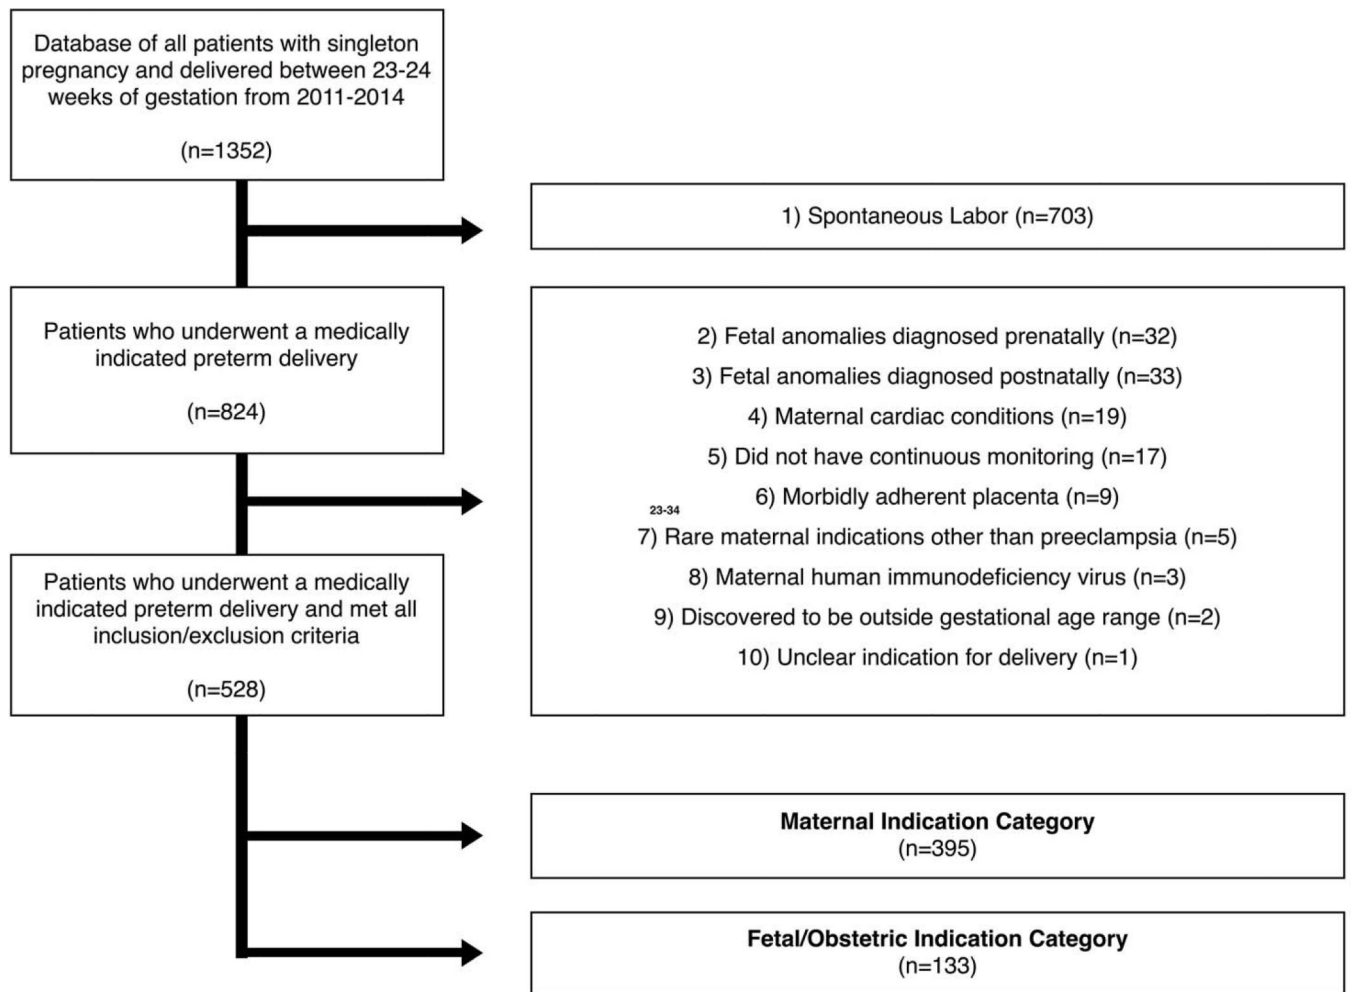 Database of all patients with singleton
pregnancy and delivered between 23-24
weeks of gestation from 2011-2014
(n=1352)
1) Spontaneous Labor (n=703)
Patients who underwent a medically
indicated preterm delivery
(n=824)
2) Fetal anomalies diagnosed prenatally (n=32)
3) Fetal anomalies diagnosed postnatally (n=33)
4) Maternal cardiac conditions (n=19)
5) Did not have continuous monitoring (n=17)
6) Morbidly adherent placenta (n=9)
23-34
7) Rare maternal indications other than preeclampsia (n=5)
8) Maternal human immunodeficiency virus (n=3)
9) Discovered to be outside gestational age range (n=2)
10) Unclear indication for delivery (n=1)
Patients who underwent a medically
indicated preterm delivery and met all
inclusion/exclusion criteria
(n=528)
Maternal Indication Category
(n=395)
Fetal/Obstetric Indication Category
(n=133)